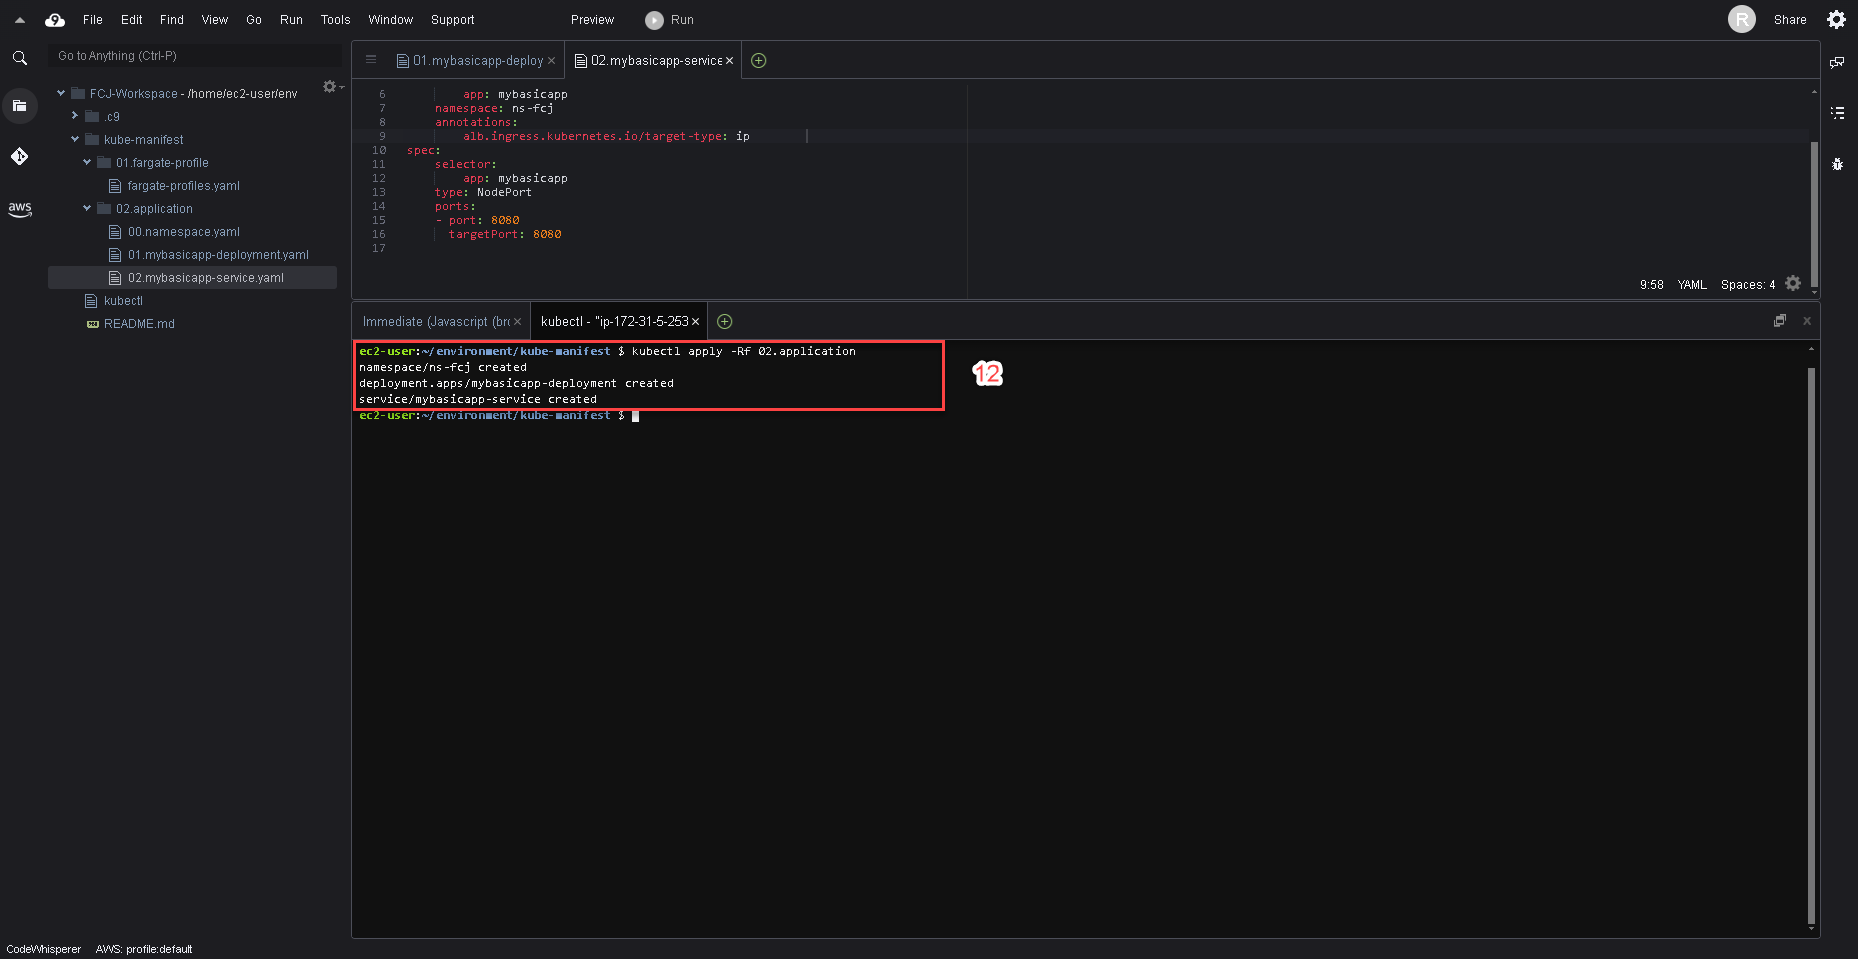 File Edit Find View Go Run Tools Window Support Preview Run R Share
Go to Anything (Ctrl-P)
FCJ-Workspace - /home/ec2-user/env
.c9
kube-manifest
01.fargate-profile
fargate-profiles.yaml
02.application
00.namespace.yaml
01.mybasicapp-deployment.yaml
02.mybasicapp-service.yaml
kubectl
README.md
aws
01.mybasicapp-deploy
02.mybasicapp-service
6 app: mybasicapp
7 namespace: ns-fcj
8 annotations:
9 alb.ingress.kubernetes.io/target-type: ip
10 spec:
11 selector:
12 app: mybasicapp
13 type: NodePort
14 ports:
15 - port: 8080
16 targetPort: 8080
17
9:58 YAML Spaces: 4
Immediate (Javascript (bro
kubectl - "ip-172-31-5-253
ec2-user:~/environment/kube-manifest $ kubectl apply -Rf 02.application
namespace/ns-fcj created
deployment.apps/mybasicapp-deployment created
service/mybasicapp-service created
ec2-user:~/environment/kube-manifest $
12
CodeWhisperer AWS: profile:default